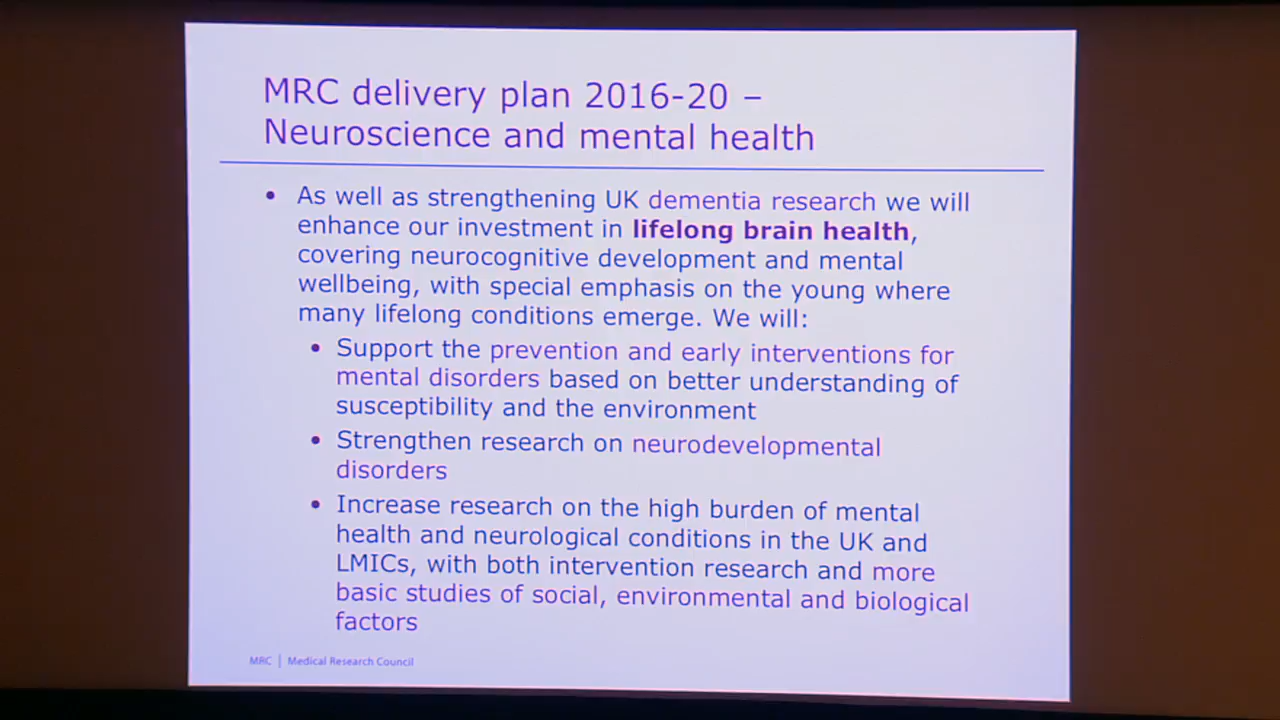 MRC delivery plan 2016-20 –
Neuroscience and mental health
• As well as strengthening UK dementia research we will
enhance our investment in lifelong brain health,
covering neurocognitive development and mental
wellbeing, with special emphasis on the young where
many lifelong conditions emerge. We will:
• Support the prevention and early interventions for
mental disorders based on better understanding of
susceptibility and the environment
• Strengthen research on neurodevelopmental
disorders
• Increase research on the high burden of mental
health and neurological conditions in the UK and
LMICs, with both intervention research and more
basic studies of social, environmental and biological
factors
MRC | Medical Research Council